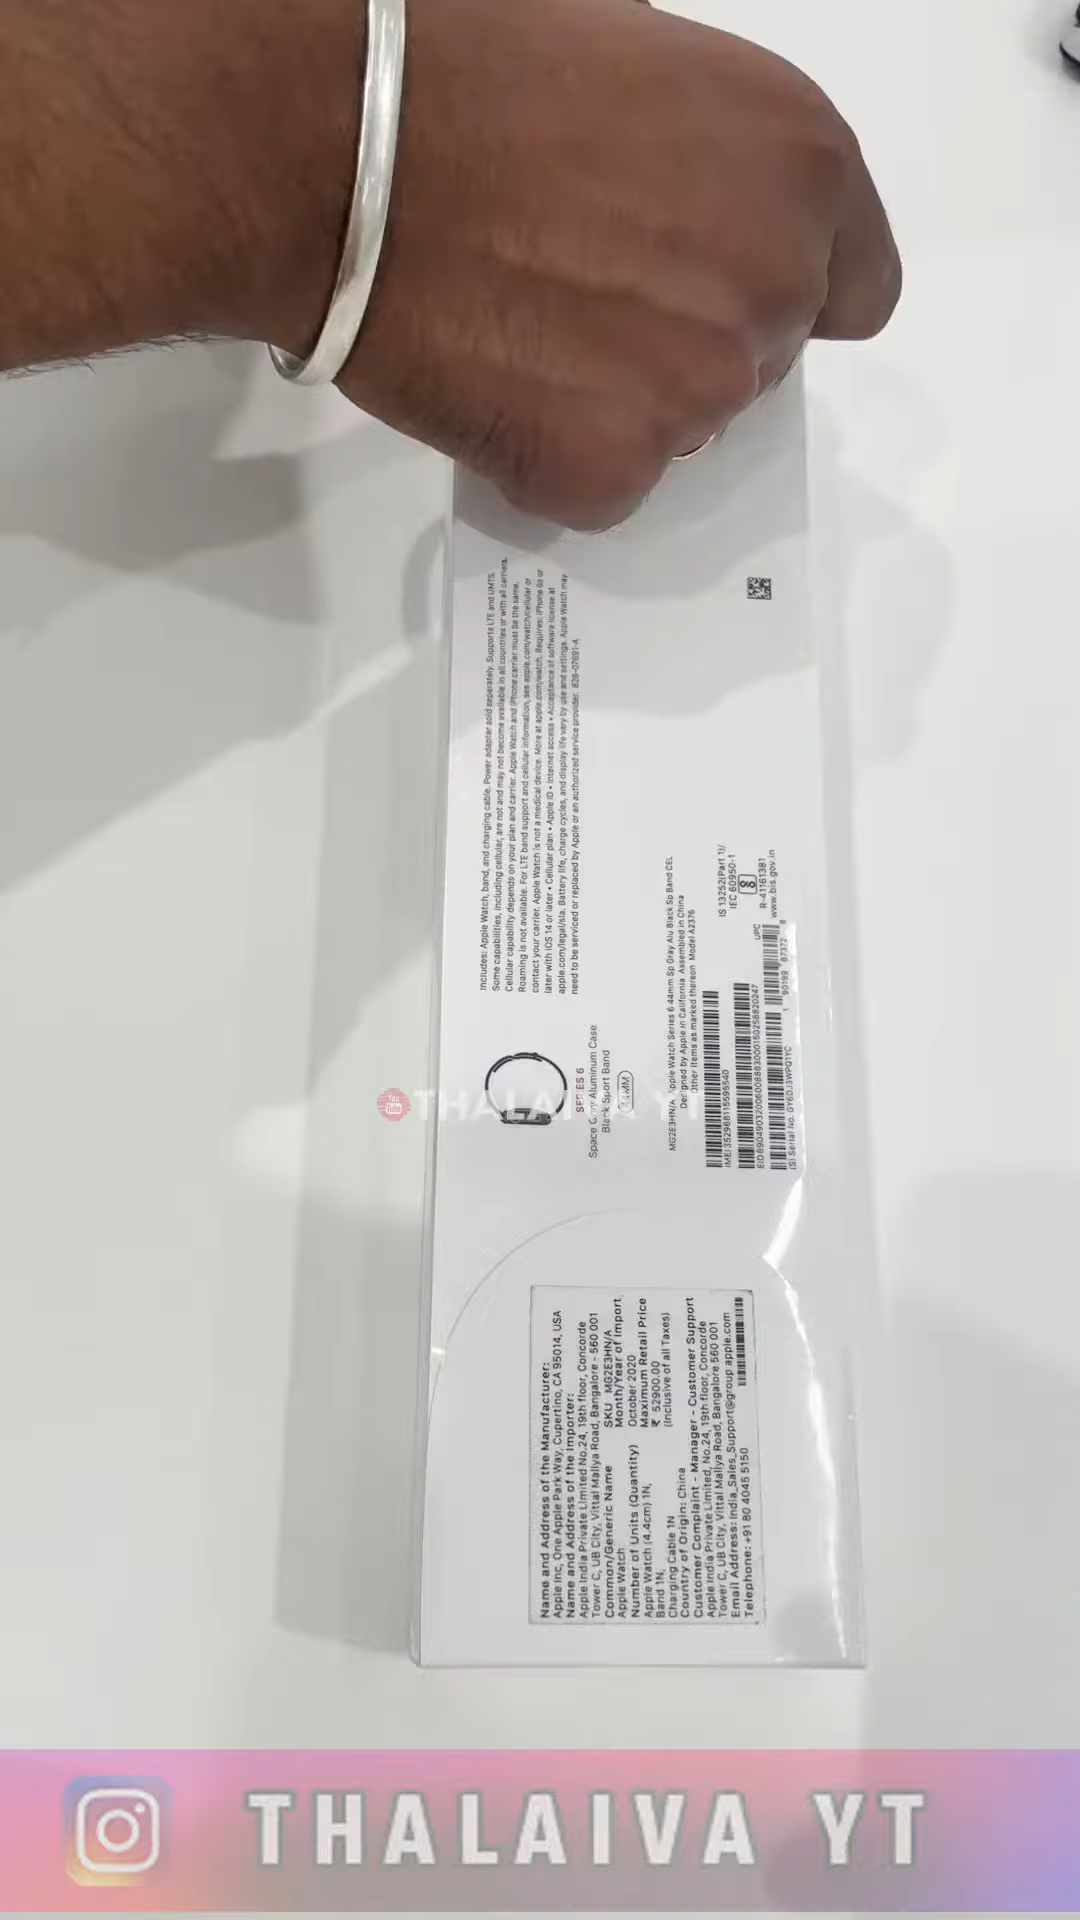 Includes: Apple Watch, band, and charging cable. Power adapter sold separately. Supports LTE and UMTS.
Some capabilities, including cellular, are not and may not become available in all countries or with all carriers.
Cellular capability depends on your plan and carrier. Apple Watch and iPhone carrier must be the same.
Roaming is not available. For LTE band support and cellular information, see apple.com/watch/cellular or
contact your carrier. Apple Watch is not a medical device. More at apple.com/watch. Requires: iPhone 6s or
later with iOS 14 or later • Cellular plan • Apple ID • Internet access • Acceptance of software license at
apple.com/legal/sla. Battery life, charge cycles, and display life vary by use and settings. Apple Watch may
need to be serviced or replaced by Apple or an authorized service provider. 826-07691-A
SERIES 6
Space Gray Aluminum Case
Black Sport Band
44MM
MG2E3HN/A Apple Watch Series 6 44mm Sp Gray Alu Black Sp Band CEL
Designed by Apple in California Assembled in China
Other items as marked thereon Model A2376
IS 13252(Part 1)/
IEC 60950-1
R-41161381
www.bis.gov.in
IMEI 352968115595540
UPC
EID 89049032006008883000160258820247
(S) Serial No. GY6DJ3WPQ1YC
Name and Address of the Manufacturer:
Apple Inc, One Apple Park Way, Cupertino, CA 95014, USA
Name and Address of the Importer:
Apple India Private Limited No.24, 19th floor, Concorde
Tower C, UB City, Vittal Mallya Road, Bangalore - 560 001
Common/Generic Name
Apple Watch
Number of Units (Quantity)
Apple Watch (4.4cm) 1N,
Band 1N,
Charging Cable 1N
SKU MG2E3HN/A
Month/Year of Import
October 2020
Maximum Retail Price
₹ 52900.00
(Inclusive of all Taxes)
Country of Origin: China
Customer Complaint - Manager - Customer Support
Apple India Private Limited, No.24, 19th floor, Concorde
Tower C, UB City, Vittal Mallya Road, Bangalore 560 001
Email Address: India_Sales_Support@group.apple.com
Telephone: +91 80 4045 5150
You Tube
THALAIVA YT